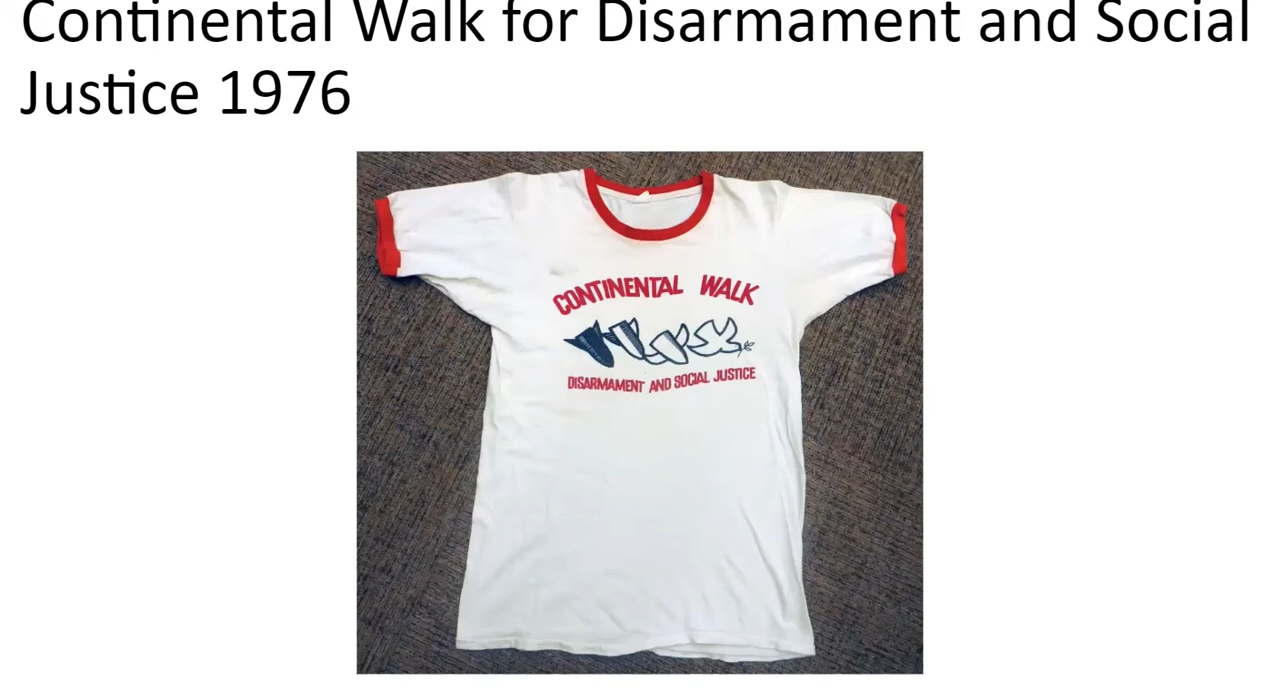 Continental Walk for Disarmament and Social
Justice 1976
CONTINENTAL WALK
DISARMAMENT AND SOCIAL JUSTICE